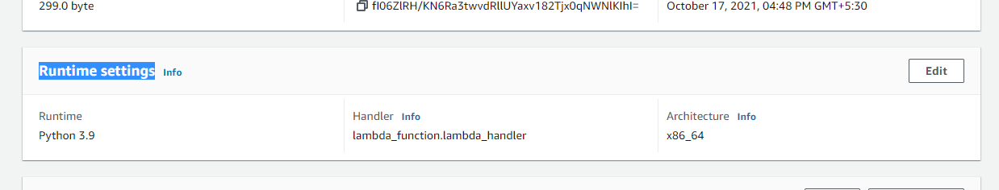 299.0 byte
fI06ZlRH/KN6Ra3twvdRllUYaxv182Tjx0qNWNlKIhI=
October 17, 2021, 04:48 PM GMT+5:30
Runtime settings Info
Edit
Runtime
Handler Info
Architecture Info
Python 3.9
lambda_function.lambda_handler
x86_64